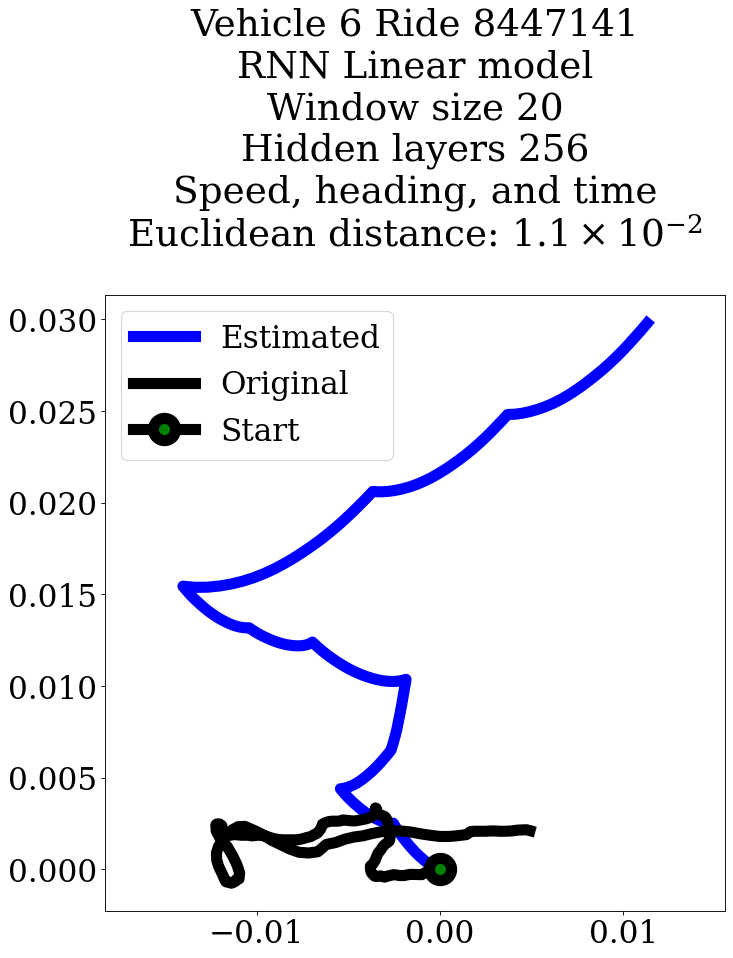 Vehicle 6 Ride 8447141
RNN Linear model
Window size 20
Hidden layers 256
Speed, heading, and time
Euclidean distance: 1.1 × 10⁻²
Estimated
Original
Start
0.030
0.025
0.020
0.015
0.010
0.005
0.000
−0.01 0.00 0.01